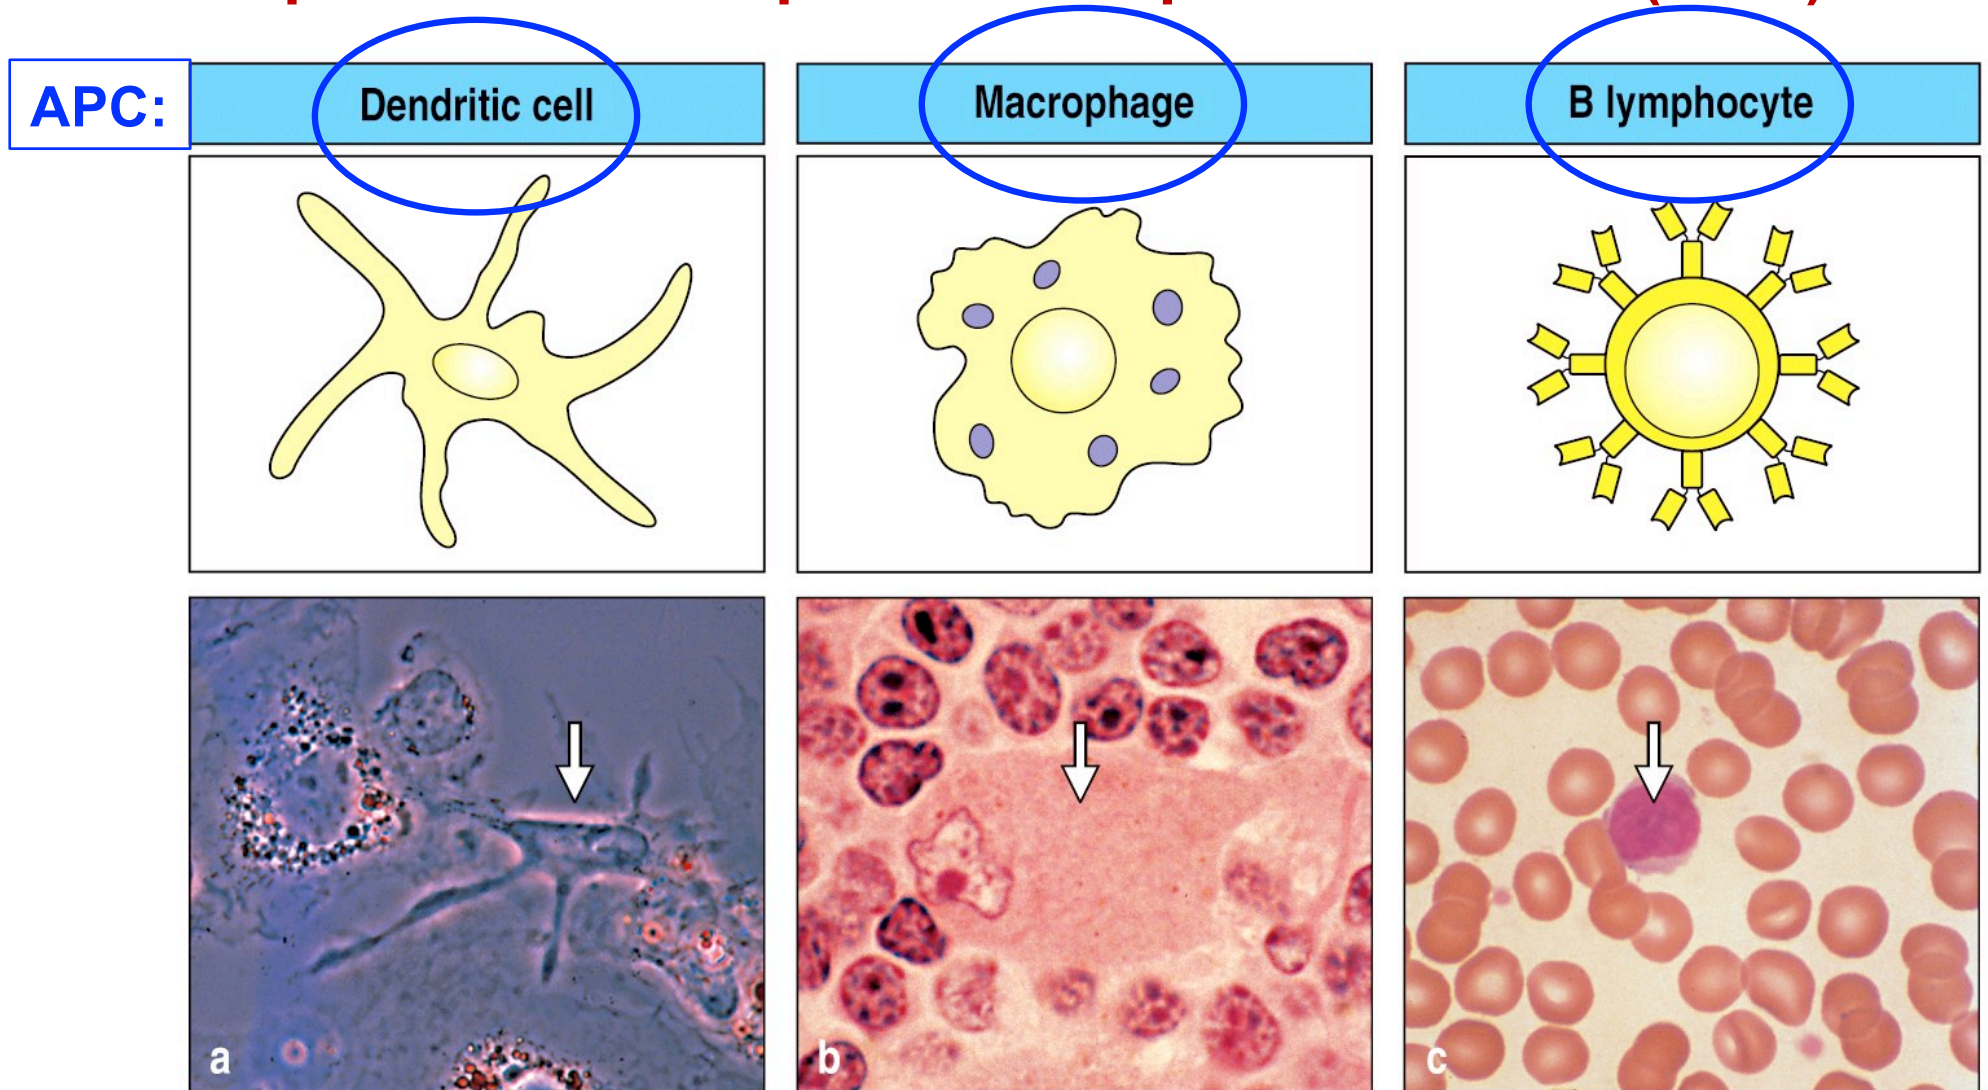 APC:
Dendritic cell
Macrophage
B lymphocyte
a
b
c